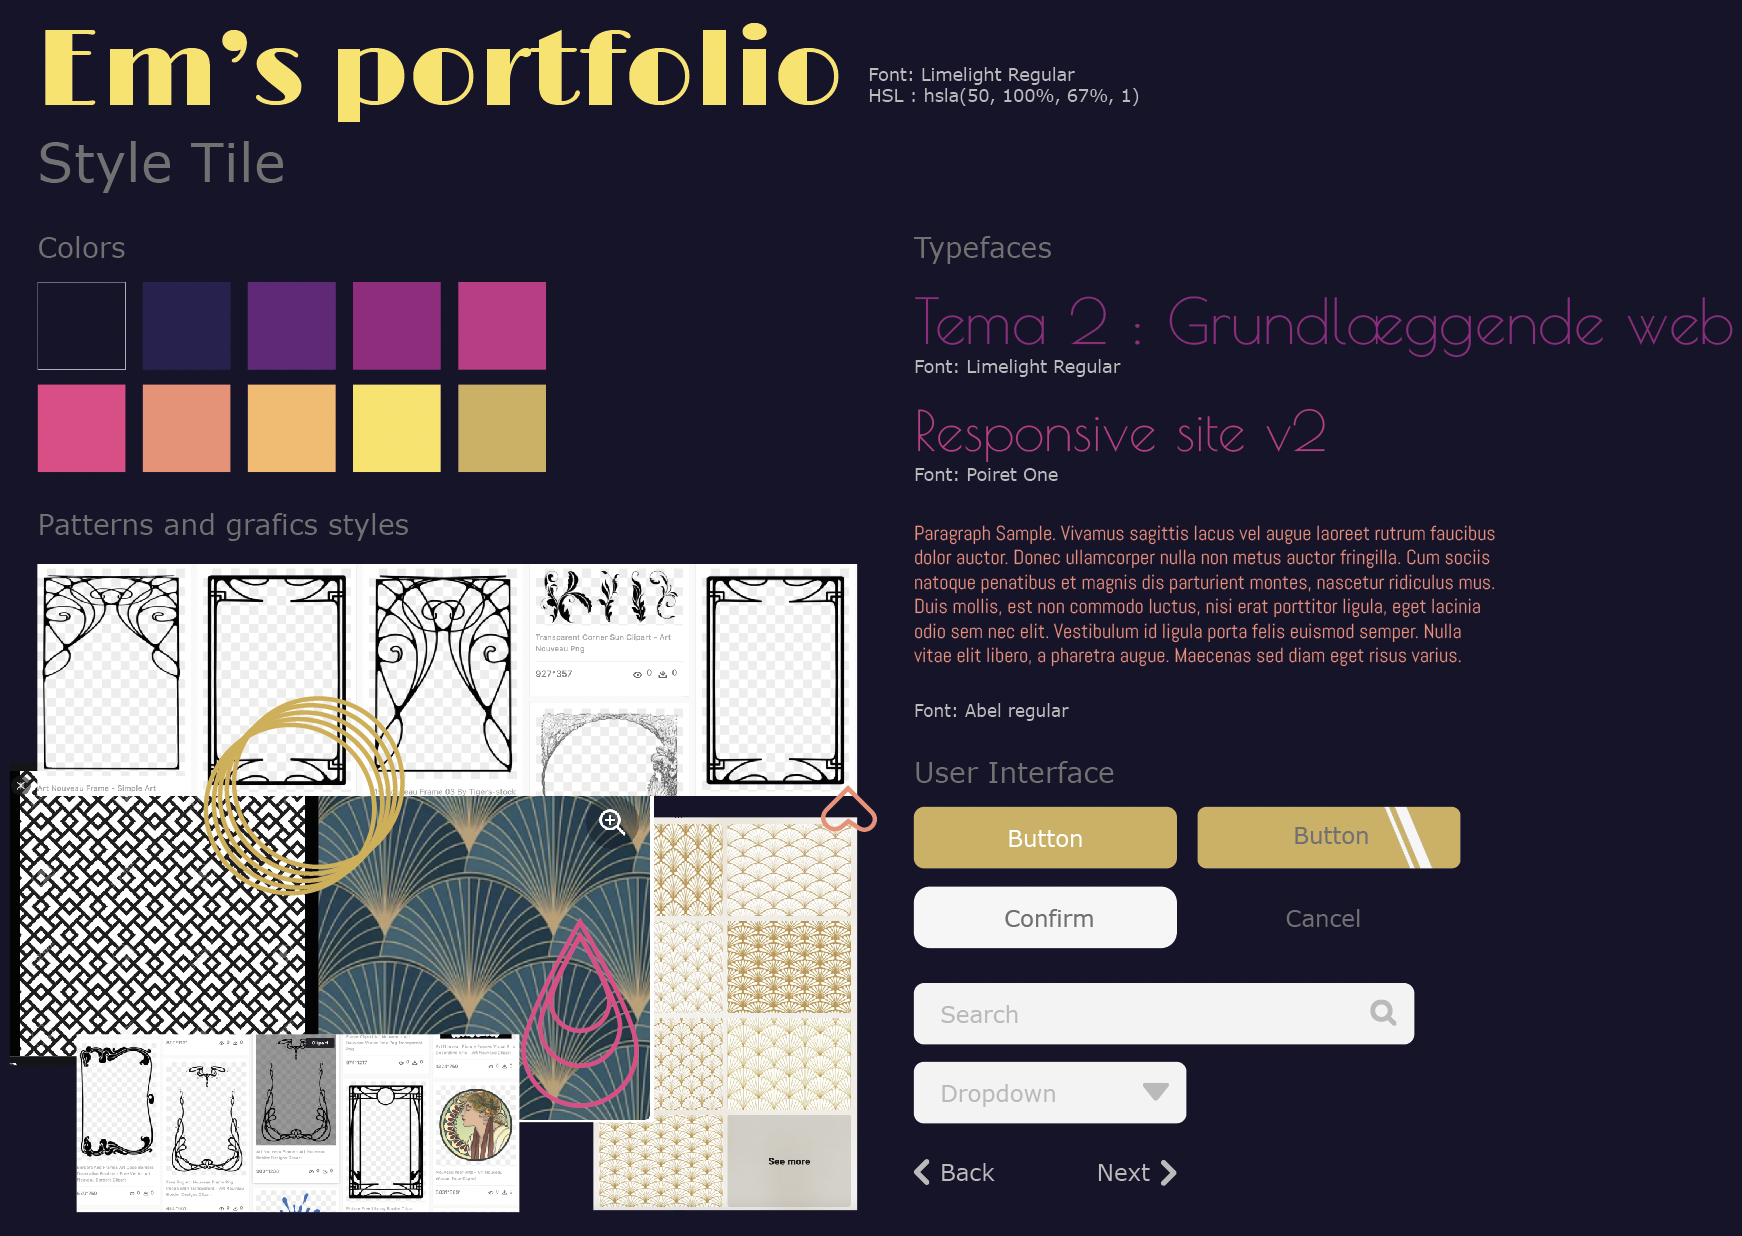 Em’s portfolio
Font: Limelight Regular
HSL : hsla(50, 100%, 67%, 1)
Style Tile
Colors
Patterns and grafics styles
Transparent Corner Sun Clipart - Art
Nouveau Png
927*357
0
0
Art Nouveau Frame - Simple Art
Nouveau Frame 03 By Tigers-stock
See more
Typefaces
Tema 2 : Grundlæggende web
Font: Limelight Regular
Responsive site v2
Font: Poiret One
Paragraph Sample. Vivamus sagittis lacus vel augue laoreet rutrum faucibus
dolor auctor. Donec ullamcorper nulla non metus auctor fringilla. Cum sociis
natoque penatibus et magnis dis parturient montes, nascetur ridiculus mus.
Duis mollis, est non commodo luctus, nisi erat porttitor ligula, eget lacinia
odio sem nec elit. Vestibulum id ligula porta felis euismod semper. Nulla
vitae elit libero, a pharetra augue. Maecenas sed diam eget risus varius.
Font: Abel regular
User Interface
Button
Button
Confirm
Cancel
Search
Dropdown
Back
Next